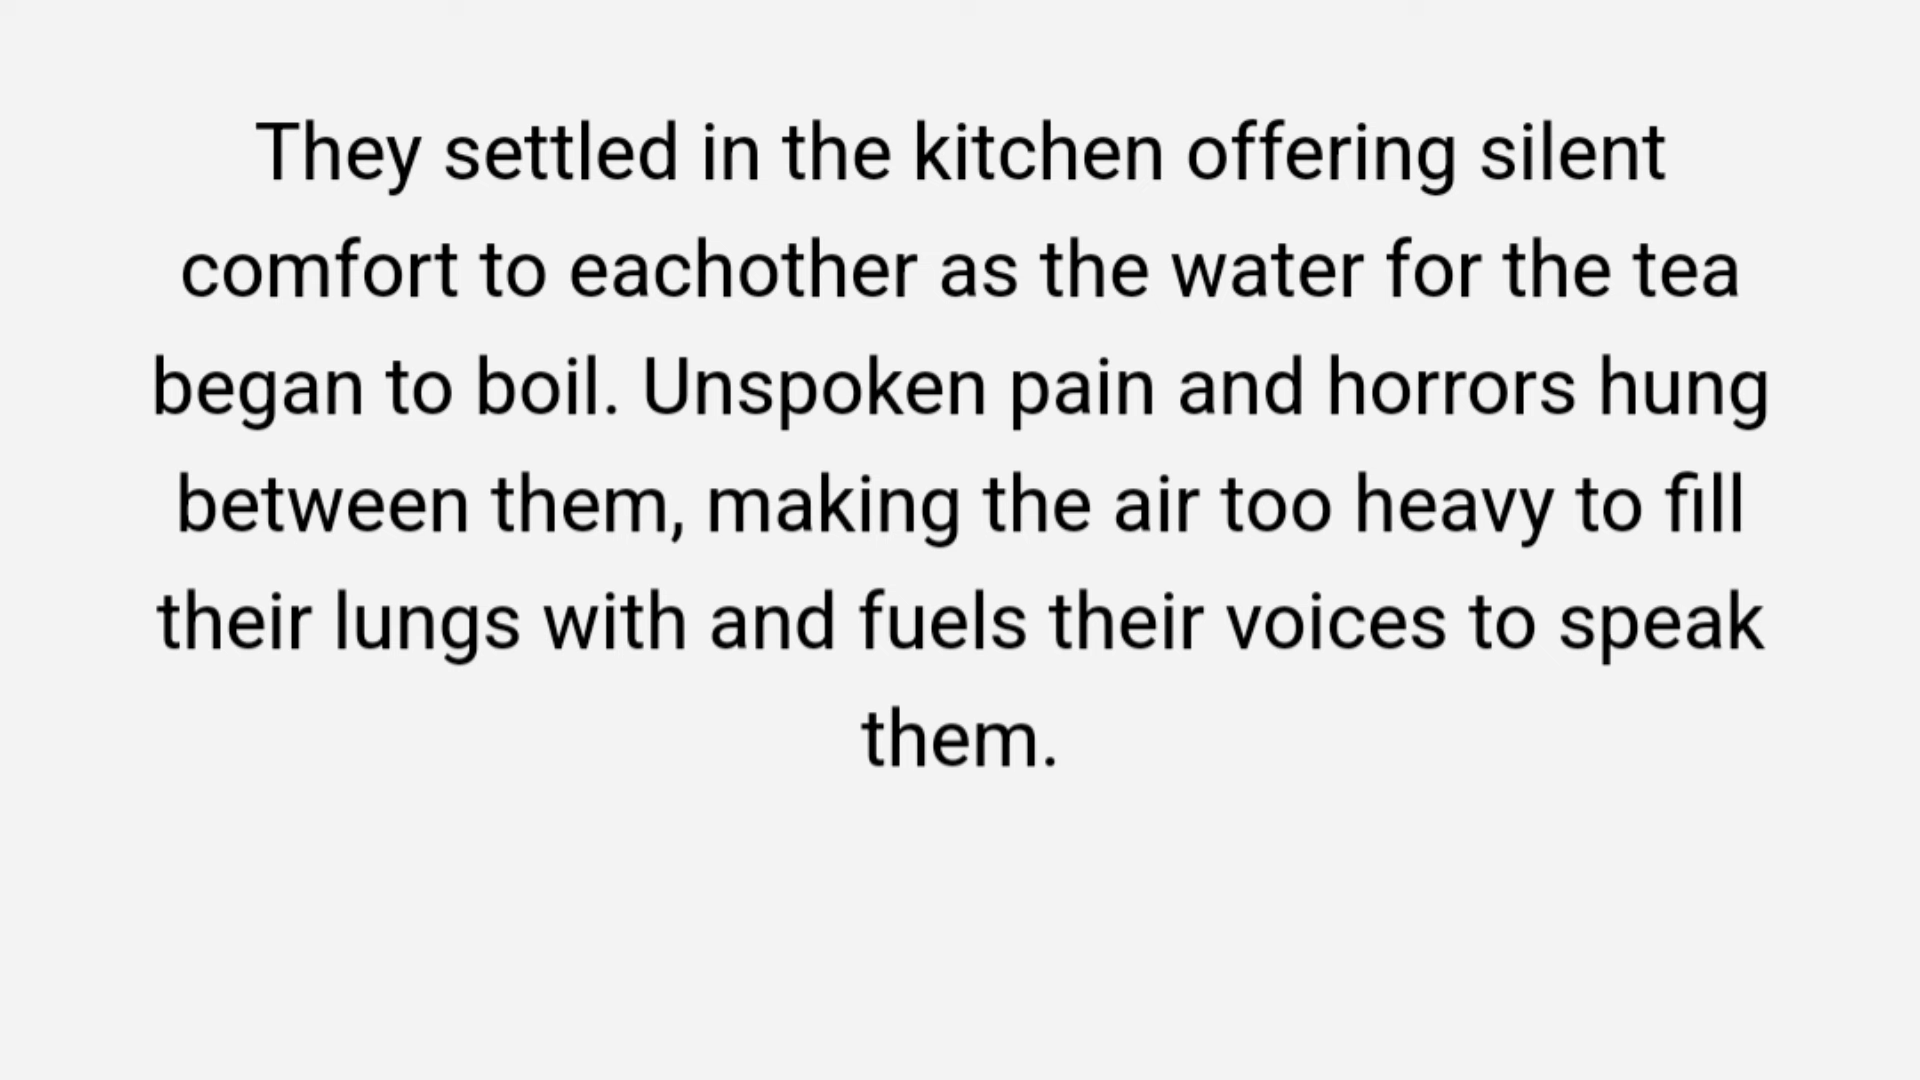 They settled in the kitchen offering silent
comfort to eachother as the water for the tea
began to boil. Unspoken pain and horrors hung
between them, making the air too heavy to fill
their lungs with and fuels their voices to speak
them.